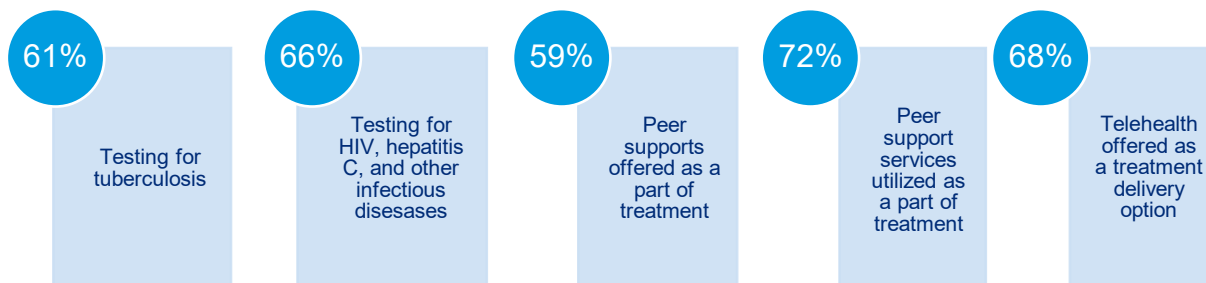 61%
Testing for
tuberculosis
66%
Testing for
HIV, hepatitis
C, and other
infectious
disesases
59%
Peer
supports
offered as a
part of
treatment
72%
Peer
support
services
utilized as
a part of
treatment
68%
Telehealth
offered as
a treatment
delivery
option